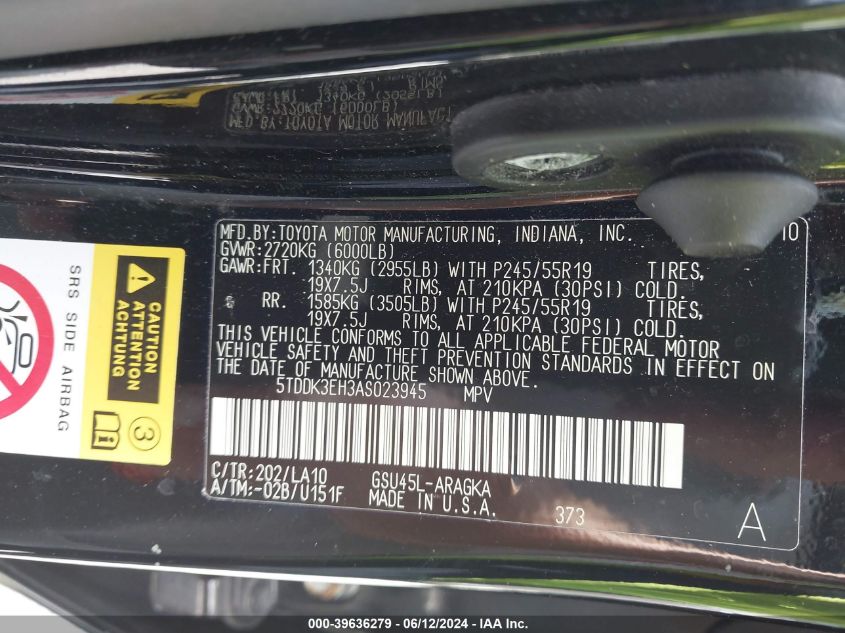 MFD.BY:TOYOTA MOTOR MANUFACTURING, INDIANA, INC. 10
GVWR:2720KG (6000LB)
GAWR:FRT. 1340KG (2955LB) WITH P245/55R19 TIRES,
19X7.5J RIMS, AT 210KPA (30PSI) COLD.
RR. 1585KG (3505LB) WITH P245/55R19 TIRES,
19X7.5J RIMS, AT 210KPA (30PSI) COLD.
THIS VEHICLE CONFORMS TO ALL APPLICABLE FEDERAL MOTOR
VEHICLE SAFETY AND THEFT PREVENTION STANDARDS IN EFFECT ON
THE DATE OF MANUFACTURE SHOWN ABOVE.
5TDDK3EH3AS023945 MPV
C/TR:202/LA10 GSU45L-ARAGKA
A/TM:-02B/U151F MADE IN U.S.A.
373 A
SRS SIDE AIRBAG
CAUTION
ATTENTION
ACHTUNG
3
000-39636279 - 06/12/2024 - IAA Inc.